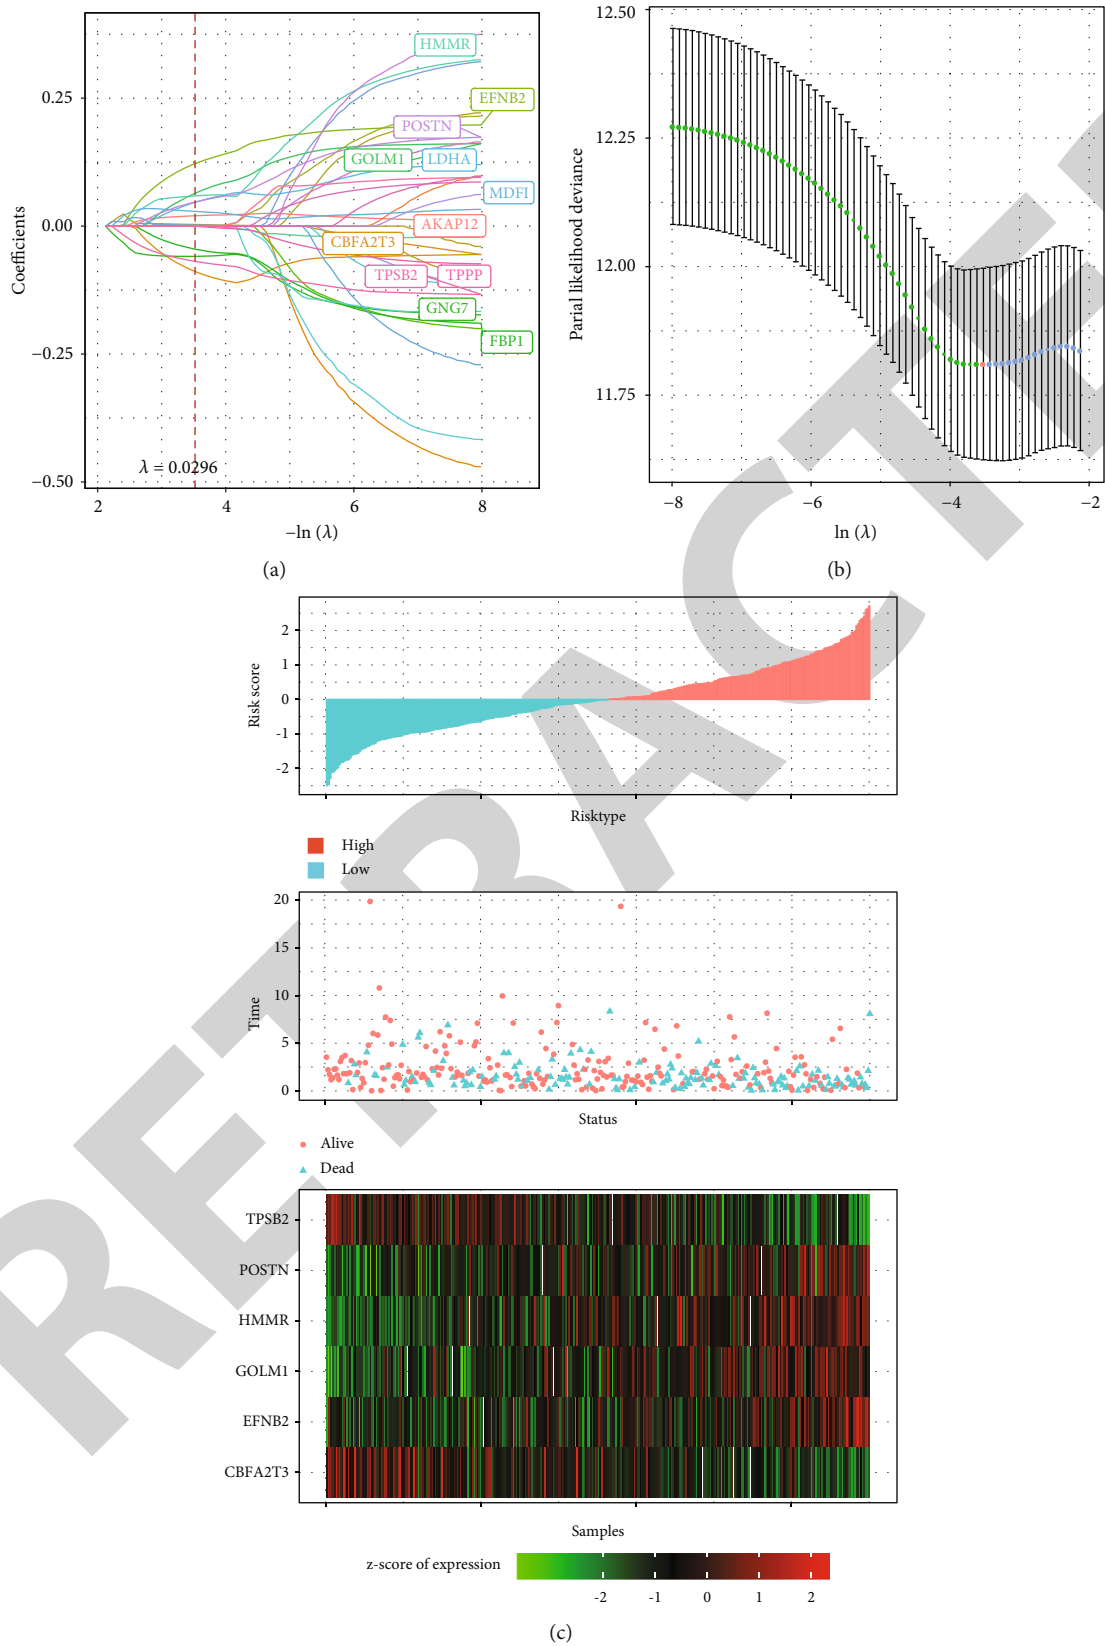 HMMR
EFNB2
POSTN
GOLM1 LDHA
MDFI
AKAP12
CBFA2T3
TPSB2 TPPP
GNG7
FBP1
0.25
0.00
−0.25
−0.50
Coefficients
λ = 0.0296
2 4 6 8
−ln (λ)
(a)
12.50
12.25
12.00
11.75
Parial likelihood deviance
−8 −6 −4 −2
ln (λ)
(b)
2
1
0
-1
-2
Risk score
Risktype
High
Low
20
15
10
5
0
Time
Status
Alive
Dead
TPSB2
POSTN
HMMR
GOLM1
EFNB2
CBFA2T3
Samples
z-score of expression
-2 -1 0 1 2
(c)
RETRACTE